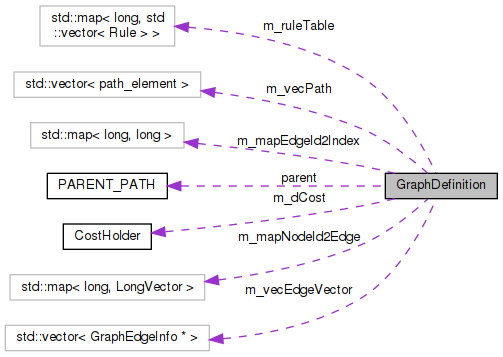 std::map< long, std
::vector< Rule > >
m_ruleTable
std::vector< path_element >
m_vecPath
std::map< long, long >
m_mapEdgeId2Index
PARENT_PATH
parent
GraphDefinition
m_dCost
CostHolder
m_mapNodeId2Edge
std::map< long, LongVector >
m_vecEdgeVector
std::vector< GraphEdgeInfo * >